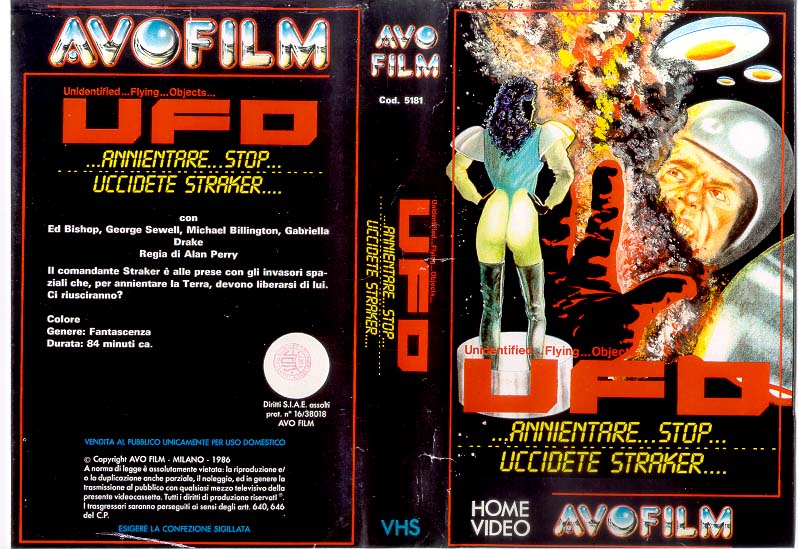 AVOFILM
Unidentified...Flying...Objects...
UFO
...ANNIENTARE...STOP...
UCCIDETE STRAKER....
con
Ed Bishop, George Sewell, Michael Billington, Gabriella
Drake
Regia di Alan Perry
Il comandante Straker è alle prese con gli invasori spa-
ziali che, per annientare la Terra, devono liberarsi di lui.
Ci riusciranno?
Colore
Genere: Fantascenza
Durata: 84 minuti ca.
Diritti S.I.A.E. assolti
prot. n° 16/38018
AVO FILM
VENDITA AL PUBBLICO UNICAMENTE PER USO DOMESTICO
© Copyright AVO FILM - MILANO - 1986
A norma di legge è assolutamente vietata: la riproduzione e/
o la duplicazione anche parziale, il noleggio, ed in genere la
trasmissione al pubblico con qualsiasi mezzo televisivo della
presente videocassetta. Tutti i diritti di produzione riservati ®.
I trasgressori saranno perseguiti ai sensi degli artt. 640, 646
del C.P.
ESIGERE LA CONFEZIONE SIGILLATA
AVO
FILM
Cod. 5181
Unidentified...Flying...Objects...
UFO
...ANNIENTARE...STOP...
UCCIDETE STRAKER....
VHS
Unidentified...Flying...Objec
UFO
...ANNIENTARE...STOP...
UCCIDETE STRAKER....
HOME
VIDEO
AVOFILM